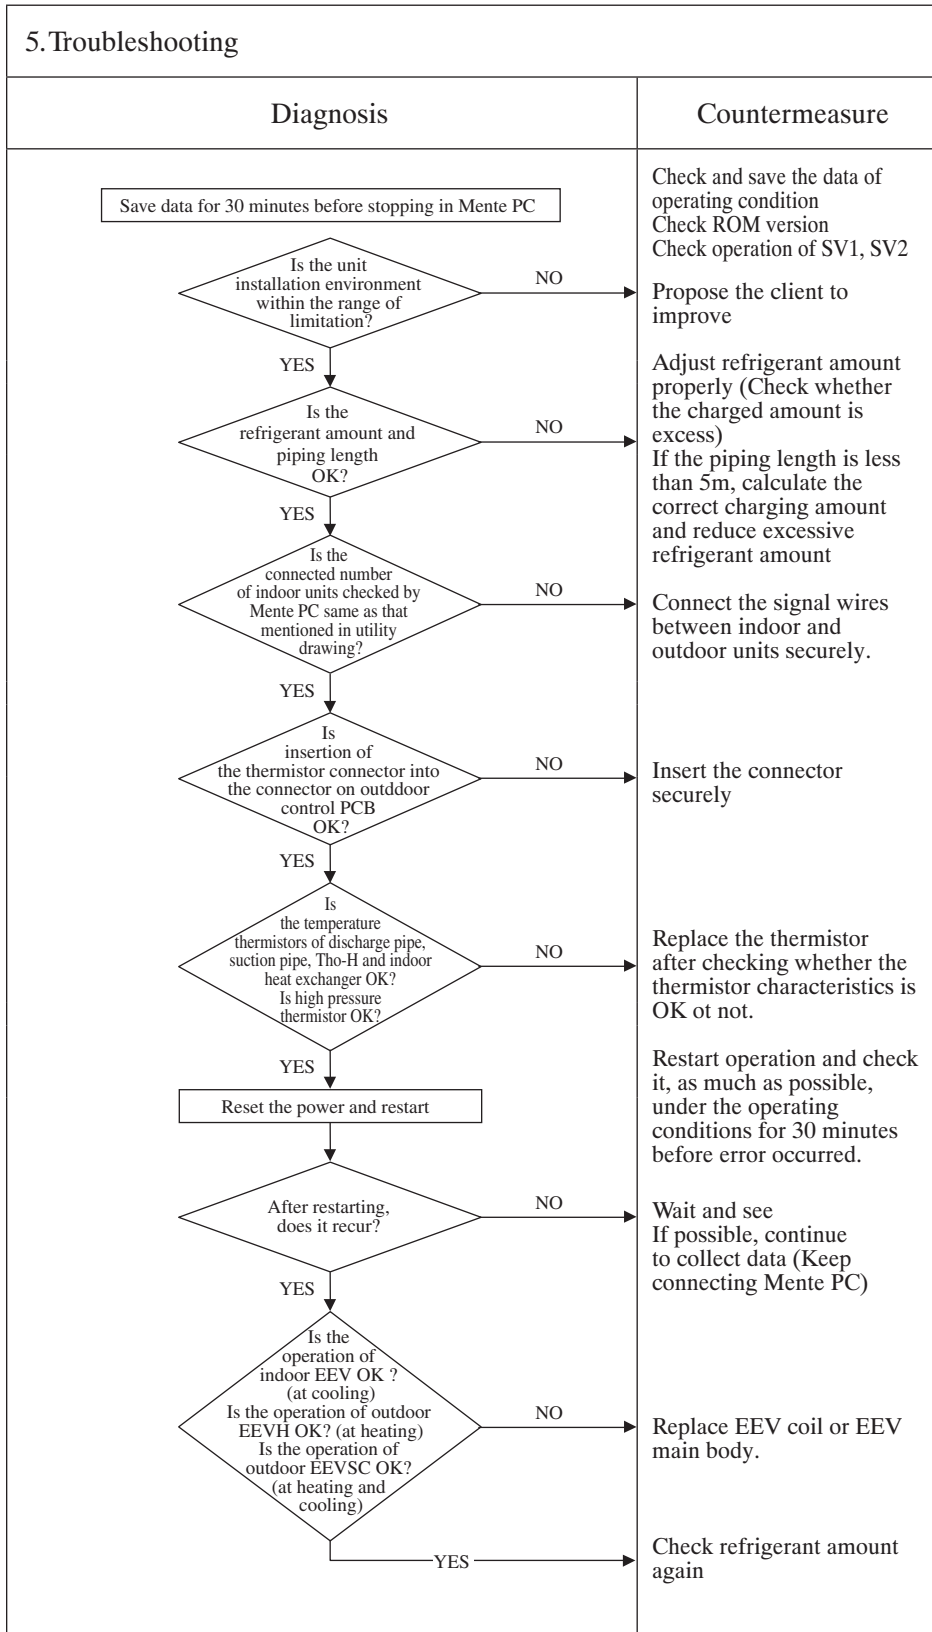 5.Troubleshooting
Diagnosis
Countermeasure
Save data for 30 minutes before stopping in Mente PC
Check and save the data of
operating condition
Check ROM version
Check operation of SV1, SV2
Is the unit
installation environment
within the range of
limitation?
NO
Propose the client to
improve
YES
Is the
refrigerant amount and
piping length
OK?
NO
Adjust refrigerant amount
properly (Check whether
the charged amount is
excess)
If the piping length is less
than 5m, calculate the
correct charging amount
and reduce excessive
refrigerant amount
YES
Is the
connected number
of indoor units checked by
Mente PC same as that
mentioned in utility
drawing?
NO
Connect the signal wires
between indoor and
outdoor units securely.
YES
Is
insertion of
the thermistor connector into
the connector on outddoor
control PCB
OK?
NO
Insert the connector
securely
YES
Is
the temperature
thermistors of discharge pipe,
suction pipe, Tho-H and indoor
heat exchanger OK?
Is high pressure
thermistor OK?
NO
Replace the thermistor
after checking whether the
thermistor characteristics is
OK ot not.
YES
Reset the power and restart
Restart operation and check
it, as much as possible,
under the operating
conditions for 30 minutes
before error occurred.
After restarting,
does it recur?
NO
Wait and see
If possible, continue
to collect data (Keep
connecting Mente PC)
YES
Is the
operation of
indoor EEV OK ?
(at cooling)
Is the operation of outdoor
EEVH OK? (at heating)
Is the operation of
outdoor EEVSC OK?
(at heating and
cooling)
NO
Replace EEV coil or EEV
main body.
YES
Check refrigerant amount
again